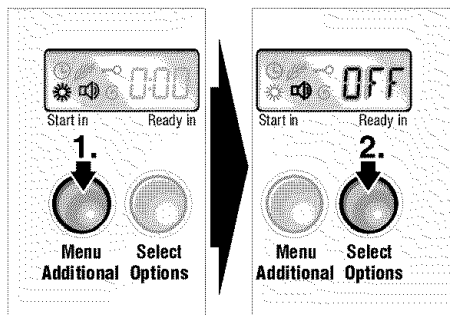 0:00
Start in Ready in
1.
Menu Select
Additional Options
OFF
Start in Ready in
2.
Menu Select
Additional Options